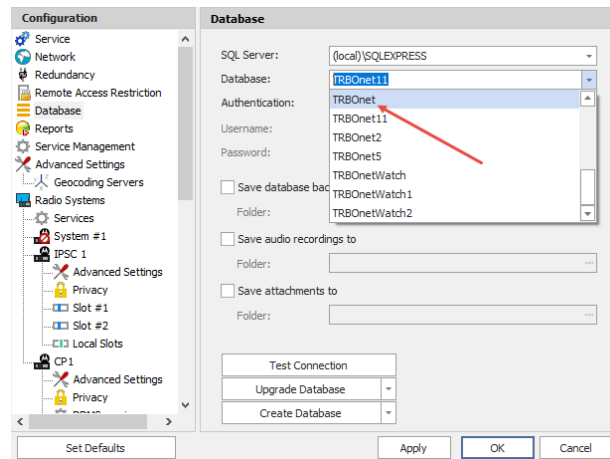 Configuration
Service
Network
Redundancy
Remote Access Restriction
Database
Reports
Service Management
Advanced Settings
Geocoding Servers
Radio Systems
Services
System #1
IPSC 1
Advanced Settings
Privacy
Slot #1
Slot #2
Local Slots
CP1
Advanced Settings
Privacy
Set Defaults
Database
SQL Server: (local)\SQLEXPRESS
Database: TRBOnet11
TRBOnet
Authentication:
TRBOnet11
Username:
TRBOnet2
Password:
TRBOnet5
TRBOnetWatch
Save database bac
TRBOnetWatch1
Folder:
TRBOnetWatch2
Save audio recordings to
Folder: ...
Save attachments to
Folder: ...
Test Connection
Upgrade Database
Create Database
Apply OK Cancel